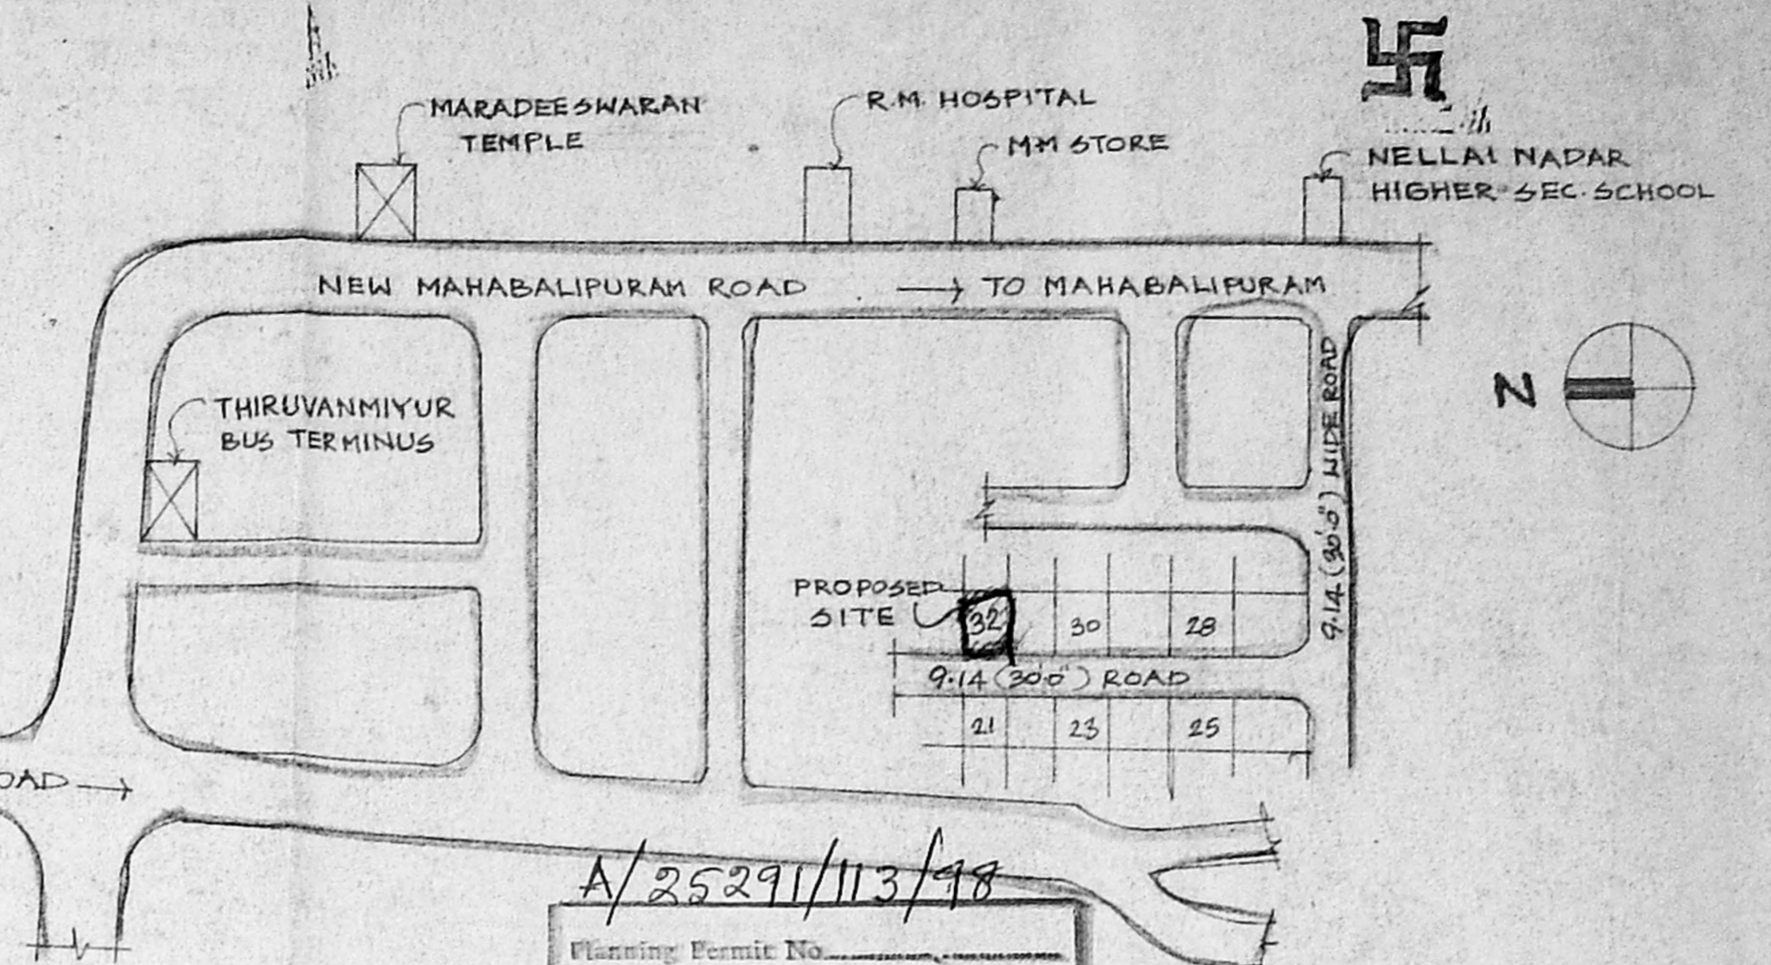 MARADEESWARAN
TEMPLE
R.M. HOSPITAL
M.M STORE
NELLAI NADAR
HIGHER SEC. SCHOOL
NEW MAHABALIPURAM ROAD → TO MAHABALIPURAM
9.14 (30'-0") WIDE ROAD
N
THIRUVANMIYUR
BUS TERMINUS
PROPOSED
SITE
32 30 28
9.14 (30'0") ROAD
21 23 25
OAD →
A/25291/113/98
Planning Permit No